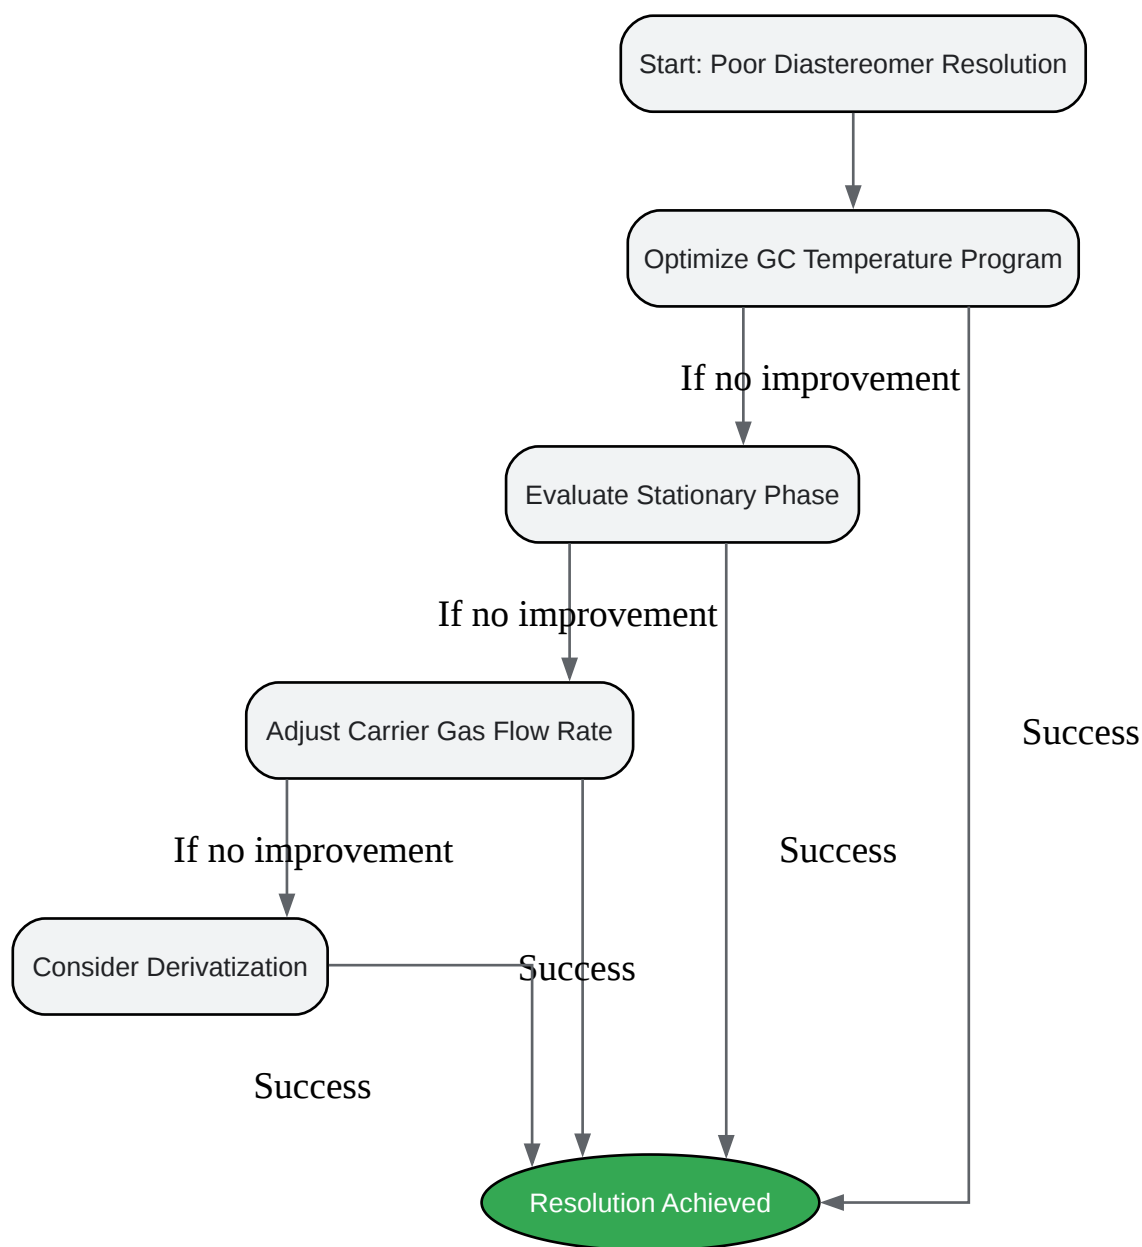 Start: Poor Diastereomer Resolution
Optimize GC Temperature Program
If no improvement
Evaluate Stationary Phase
If no improvement
Adjust Carrier Gas Flow Rate
Success
If no improvement
Success
Consider Derivatization
Success
Success
Resolution Achieved